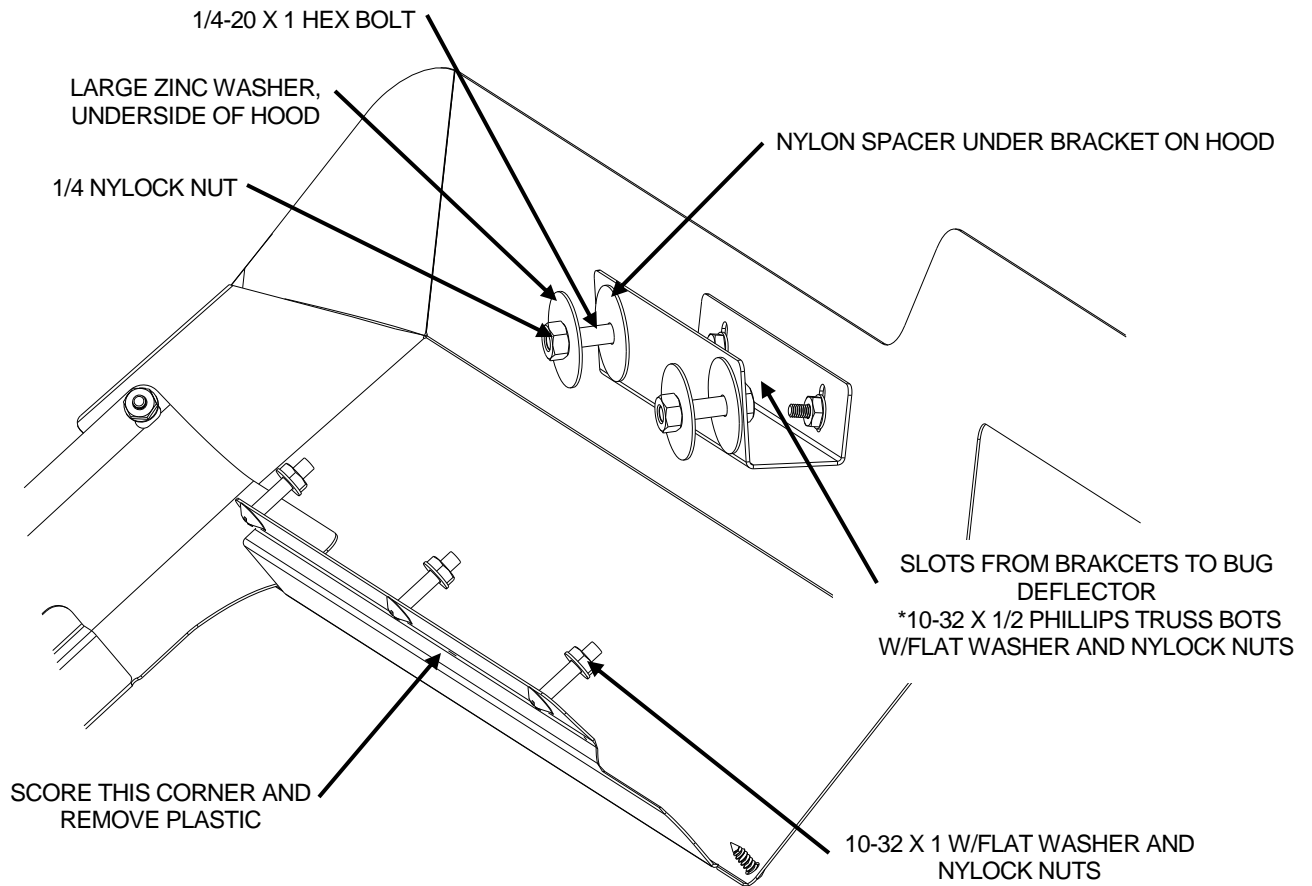 1/4-20 X 1 HEX BOLT
LARGE ZINC WASHER,
UNDERSIDE OF HOOD
NYLON SPACER UNDER BRACKET ON HOOD
1/4 NYLOCK NUT
SLOTS FROM BRAKCETS TO BUG
DEFLECTOR
*10-32 X 1/2 PHILLIPS TRUSS BOTS
W/FLAT WASHER AND NYLOCK NUTS
SCORE THIS CORNER AND
REMOVE PLASTIC
10-32 X 1 W/FLAT WASHER AND
NYLOCK NUTS